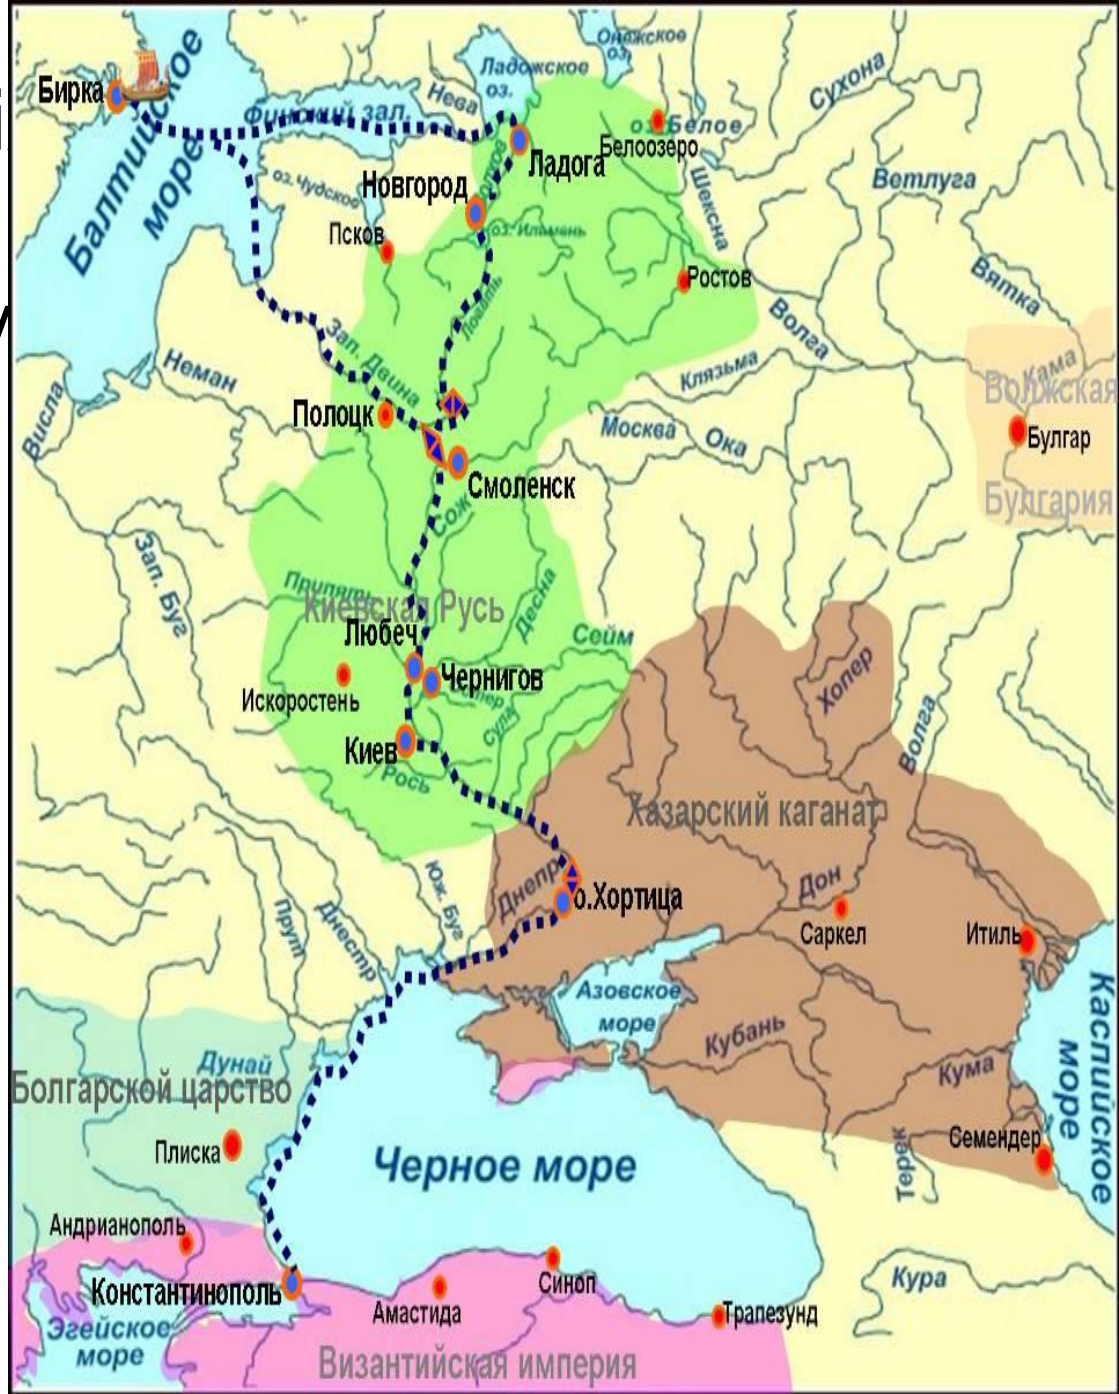 Онежское
оз.
Ладожское
оз.
Сухона
Бирка
Балтийское
море
Финский зал.
Нева
оз. Белое
Белоозеро
Ладога
Волхов
Новгород
Шексна
Ветлуга
оз. Чудское
Псков
оз. Ильмень
Ростов
Вятка
Ловать
Волга
Зап. Двина
Неман
Висла
Клязьма
Кама
Волжская
Булгария
Полоцк
Москва
Ока
Булгар
Смоленск
Сож
Зап. Буг
Припять
Киевская Русь
Десна
Любеч
Сейм
Чернигов
Искоростень
Остер
Сула
Хопер
Волга
Киев
Рось
Хазарский каганат
Днепр
о.Хортица
Юж. Буг
Дон
Саркел
Итиль
Прут
Днестр
Азовское
море
Каспийское
море
Кубань
Кума
Дунай
Болгарской царство
Плиска
Черное море
Терек
Семендер
Андрианополь
Константинополь
Амастида
Синоп
Трапезунд
Кура
Эгейское
море
Византийская империя